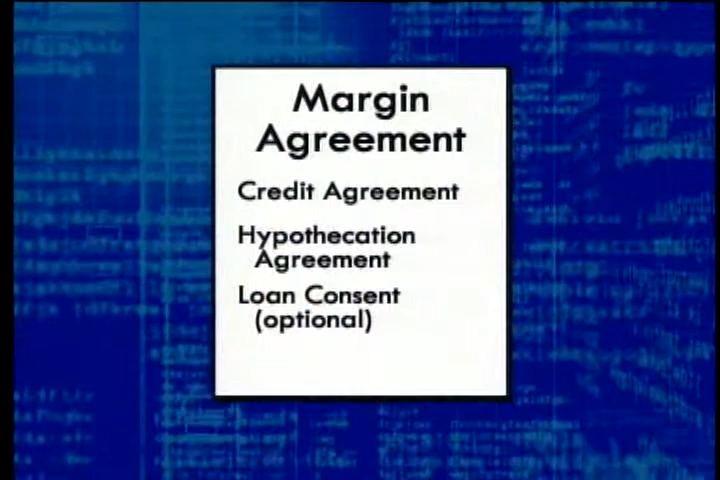 Margin
Agreement
Credit Agreement
Hypothecation
Agreement
Loan Consent
(optional)